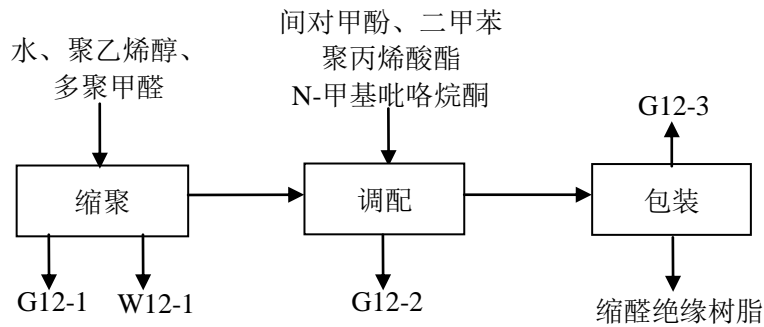 水、聚乙烯醇、
多聚甲醛
间对甲酚、二甲苯
聚丙烯酸酯
N-甲基吡咯烷酮
G12-3
缩聚
调配
包装
G12-1
W12-1
G12-2
缩醛绝缘树脂